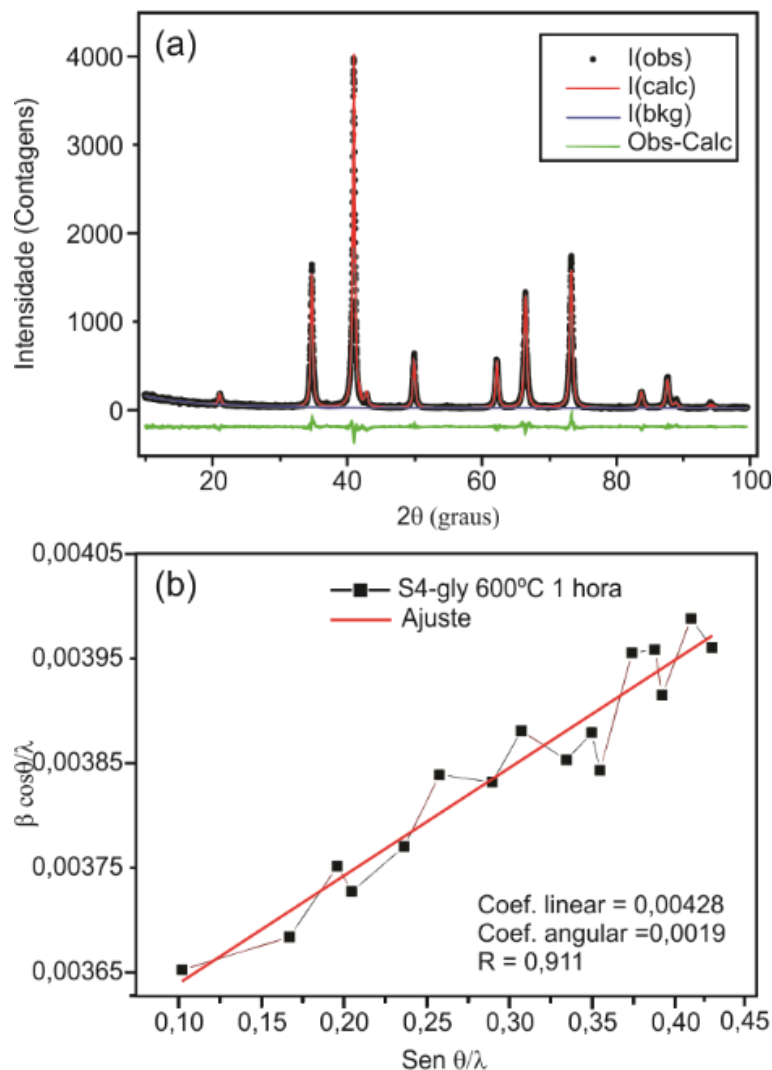 (a)
I(obs)
I(calc)
I(bkg)
Obs-Calc
Intensidade (Contagens)
4000
3000
2000
1000
0
20
40
60
80
100
2θ (graus)
(b)
S4-gly 600ºC 1 hora
Ajuste
β cosθ/λ
0,00405
0,00395
0,00385
0,00375
0,00365
Coef. linear = 0,00428
Coef. angular =0,0019
R = 0,911
0,10
0,15
0,20
0,25
0,30
0,35
0,40
0,45
Sen θ/λ